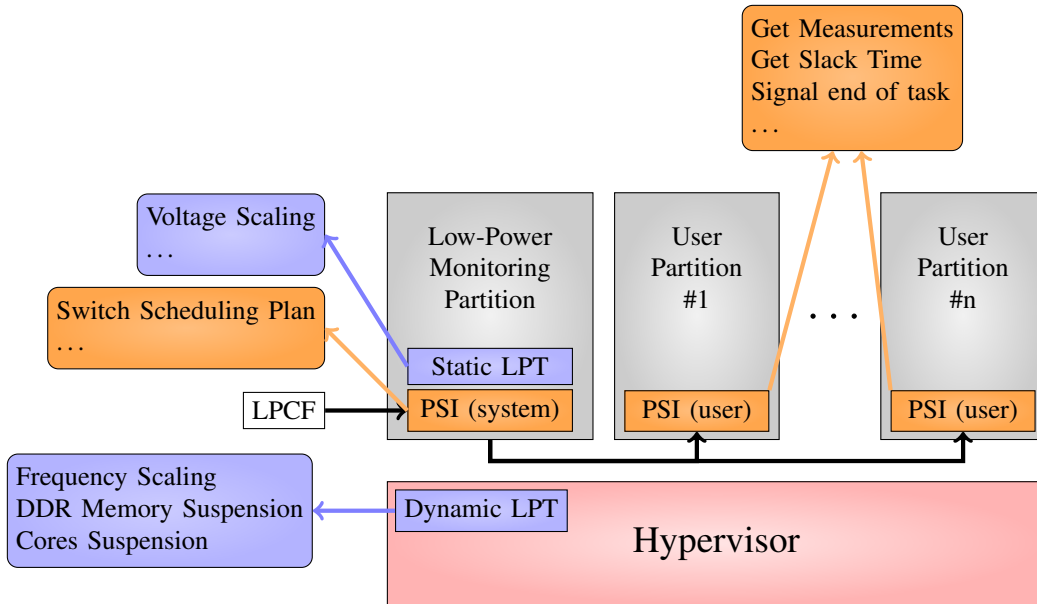 Get Measurements
Get Slack Time
Signal end of task
...
Voltage Scaling
...
Switch Scheduling Plan
...
Low-Power
Monitoring
Partition
User
Partition
#1
...
User
Partition
#n
Static LPT
LPCF
PSI (system)
PSI (user)
PSI (user)
Frequency Scaling
DDR Memory Suspension
Cores Suspension
Dynamic LPT
Hypervisor